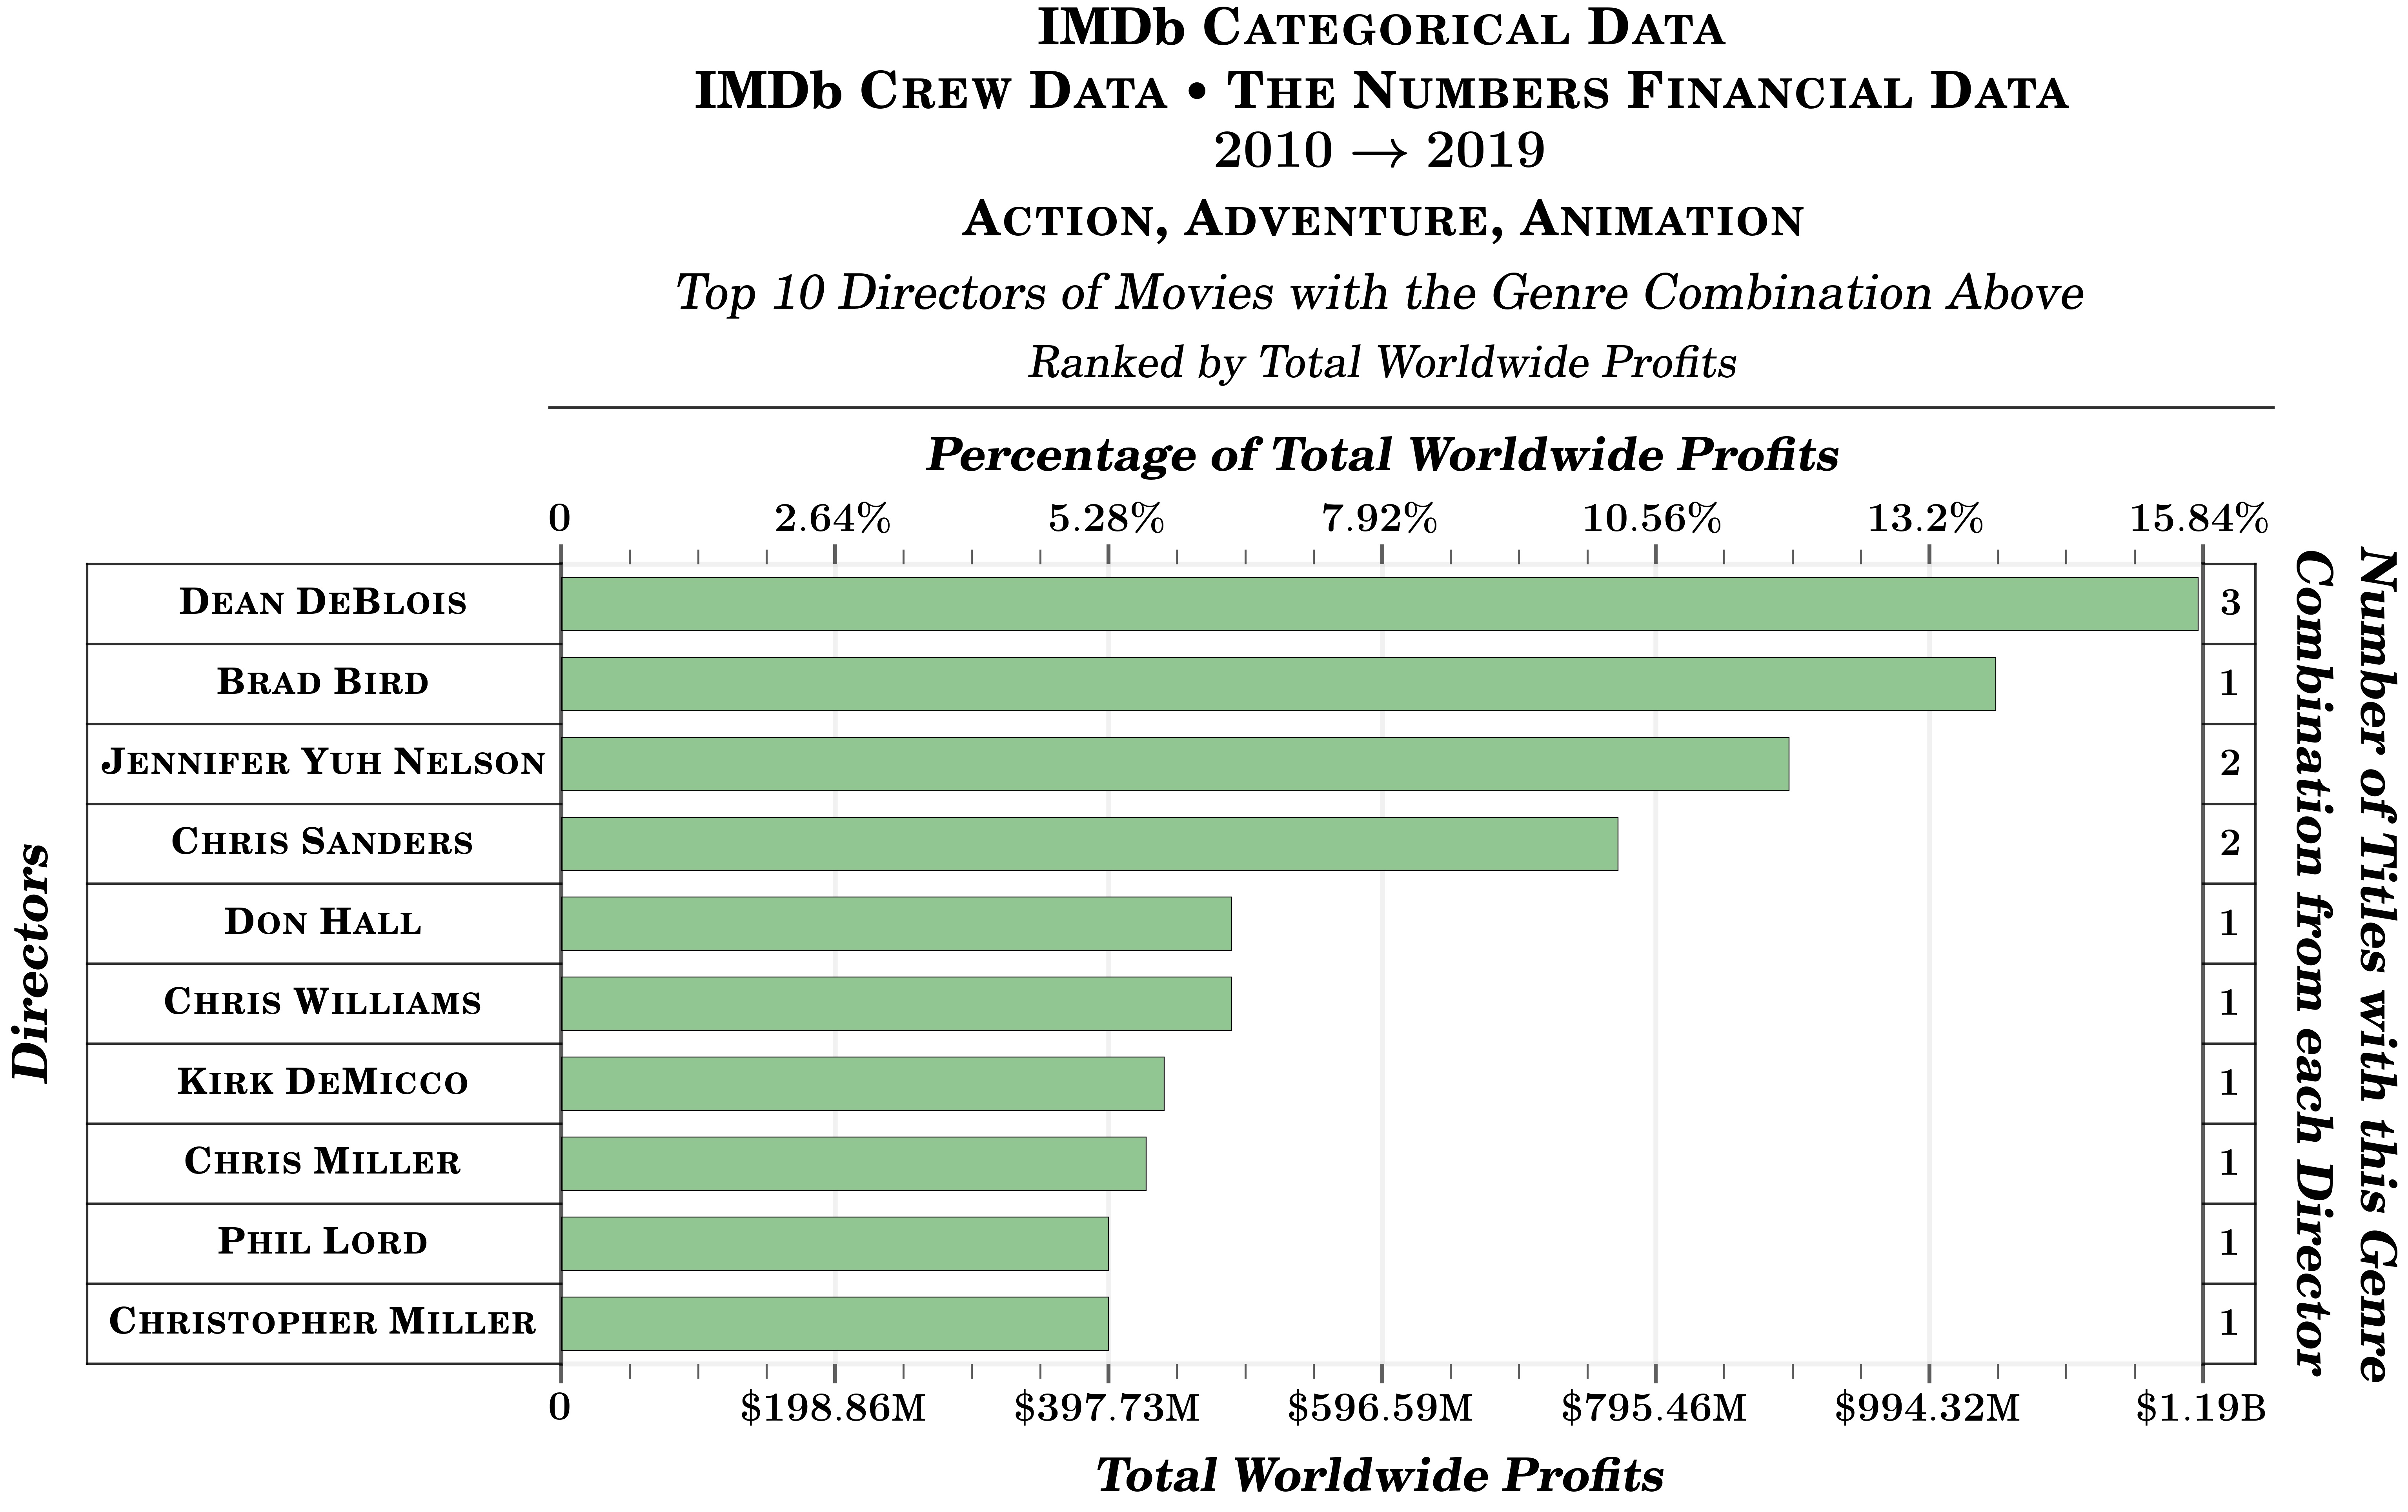 IMDb Categorical Data
IMDb Crew Data • The Numbers Financial Data
2010 → 2019
Action, Adventure, Animation
Top 10 Directors of Movies with the Genre Combination Above
Ranked by Total Worldwide Profits
Percentage of Total Worldwide Profits
0 2.64% 5.28% 7.92% 10.56% 13.2% 15.84%
Directors
Dean DeBlois 3
Brad Bird 1
Jennifer Yuh Nelson 2
Chris Sanders 2
Don Hall 1
Chris Williams 1
Kirk DeMicco 1
Chris Miller 1
Phil Lord 1
Christopher Miller 1
Number of Titles with this Genre
Combination from each Director
0 $198.86M $397.73M $596.59M $795.46M $994.32M $1.19B
Total Worldwide Profits